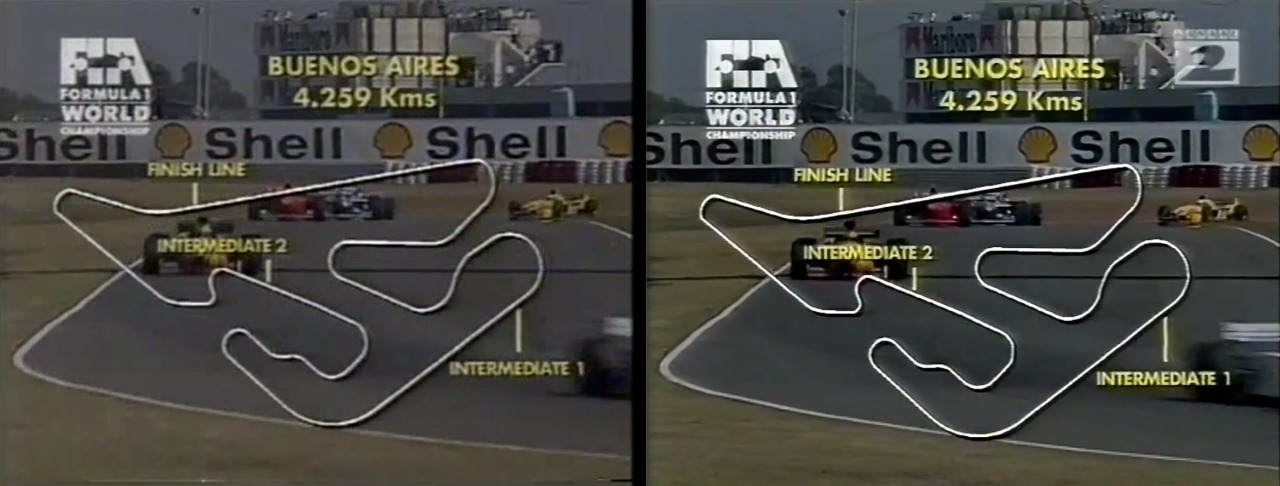 Marlboro
FIA
FORMULA 1
WORLD
CHAMPIONSHIP
BUENOS AIRES
4.259 Kms
Shell Shell Shell
FINISH LINE
INTERMEDIATE 2
INTERMEDIATE 1
Marlboro
FIA
FORMULA 1
WORLD
CHAMPIONSHIP
BUENOS AIRES
4.259 Kms
2
Shell Shell Shell
FINISH LINE
INTERMEDIATE 2
INTERMEDIATE 1